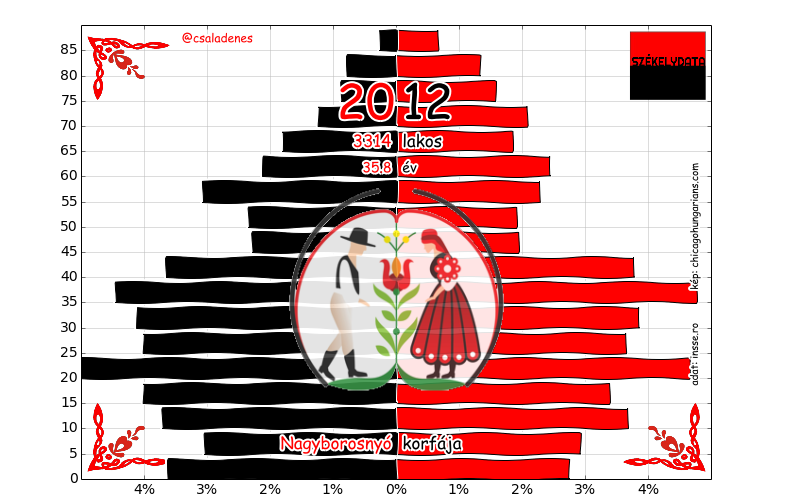 @csaladenes
SZÉKELYDATA
2012
3314 lakos
35.8 év
kép: chicagohungarians.com
adat: insse.ro
Nagyborosnyó korfája
85
80
75
70
65
60
55
50
45
40
35
30
25
20
15
10
5
0
4% 3% 2% 1% 0% 1% 2% 3% 4%